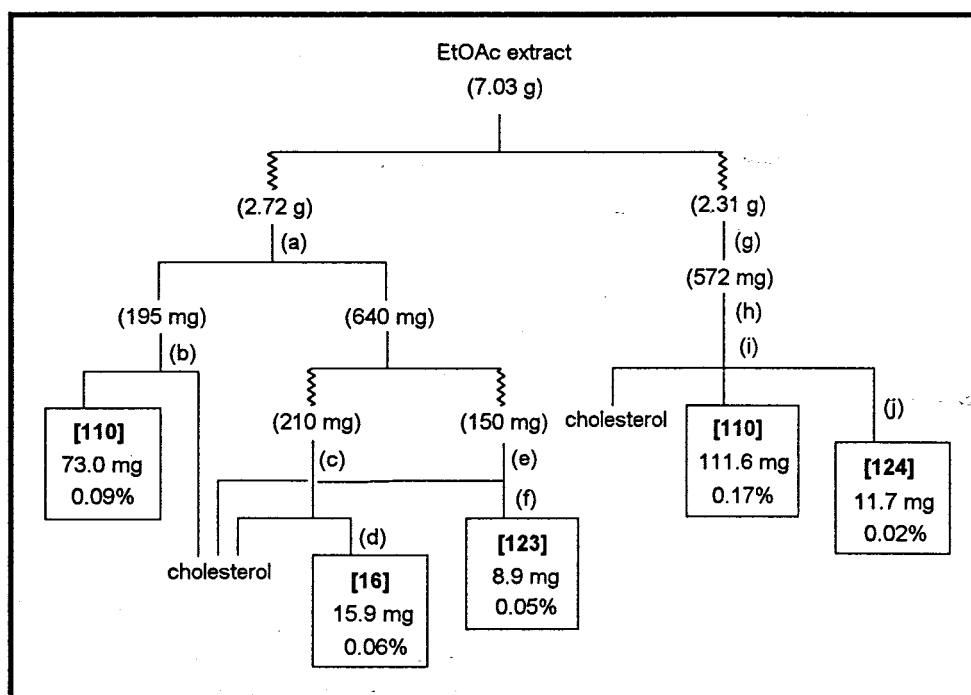 EtOAc extract
(7.03 g)
(2.72 g)
(2.31 g)
(a)
(g)
(572 mg)
(195 mg)
(640 mg)
(h)
(b)
(i)
(210 mg)
(150 mg)
cholesterol
(j)
[110]
73.0 mg
0.09%
(c)
(e)
[110]
111.6 mg
0.17%
[124]
11.7 mg
0.02%
(f)
(d)
cholesterol
[16]
15.9 mg
0.06%
[123]
8.9 mg
0.05%